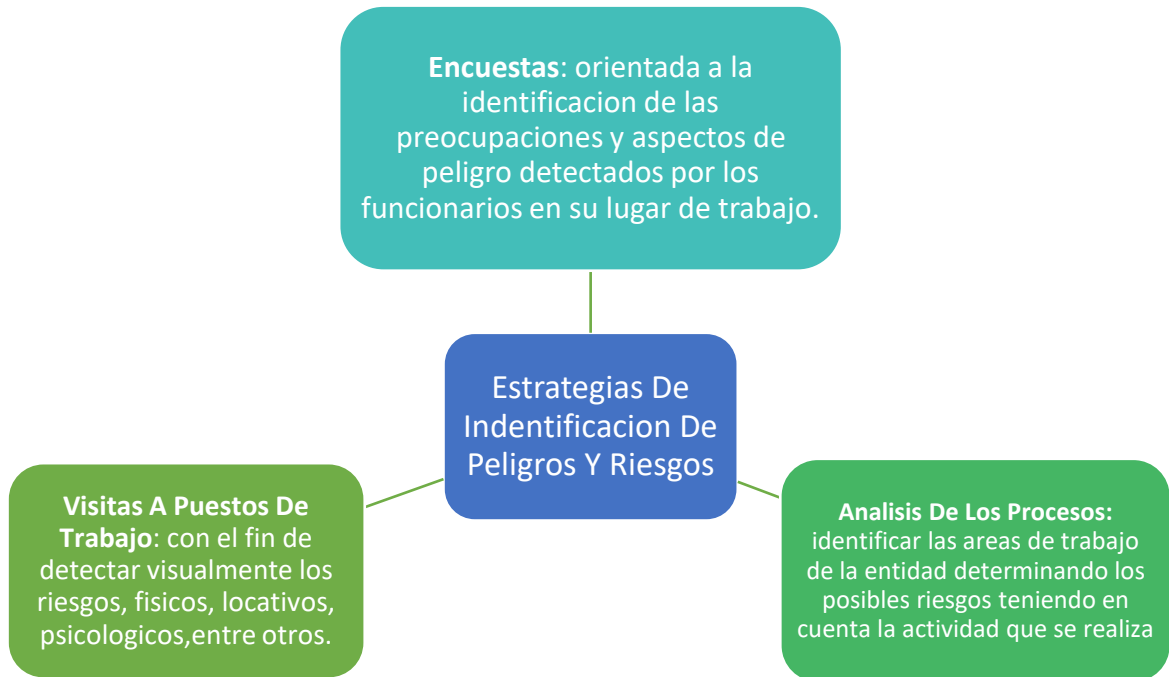 Encuestas: orientada a la
identificacion de las
preocupaciones y aspectos de
peligro detectados por los
funcionarios en su lugar de trabajo.
Estrategias De
Indentificacion De
Peligros Y Riesgos
Visitas A Puestos De
Trabajo: con el fin de
detectar visualmente los
riesgos, fisicos, locativos,
psicologicos,entre otros.
Analisis De Los Procesos:
identificar las areas de trabajo
de la entidad determinando los
posibles riesgos teniendo en
cuenta la actividad que se realiza